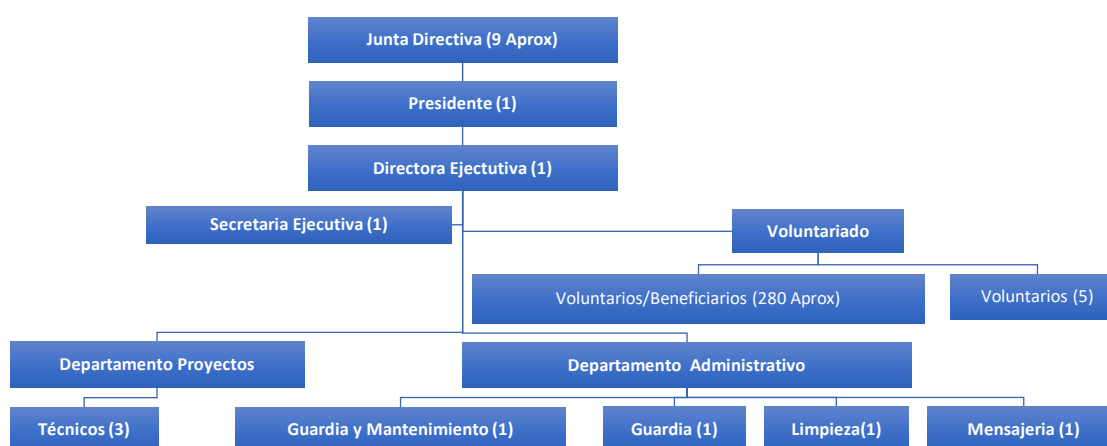 Junta Directiva (9 Aprox)
Presidente (1)
Directora Ejectutiva (1)
Secretaria Ejecutiva (1)
Voluntariado
Voluntarios/Beneficiarios (280 Aprox)
Voluntarios (5)
Departamento Proyectos
Departamento  Administrativo
Técnicos (3)
Guardia y Mantenimiento (1)
Guardia (1)
Limpieza(1)
Mensajeria (1)